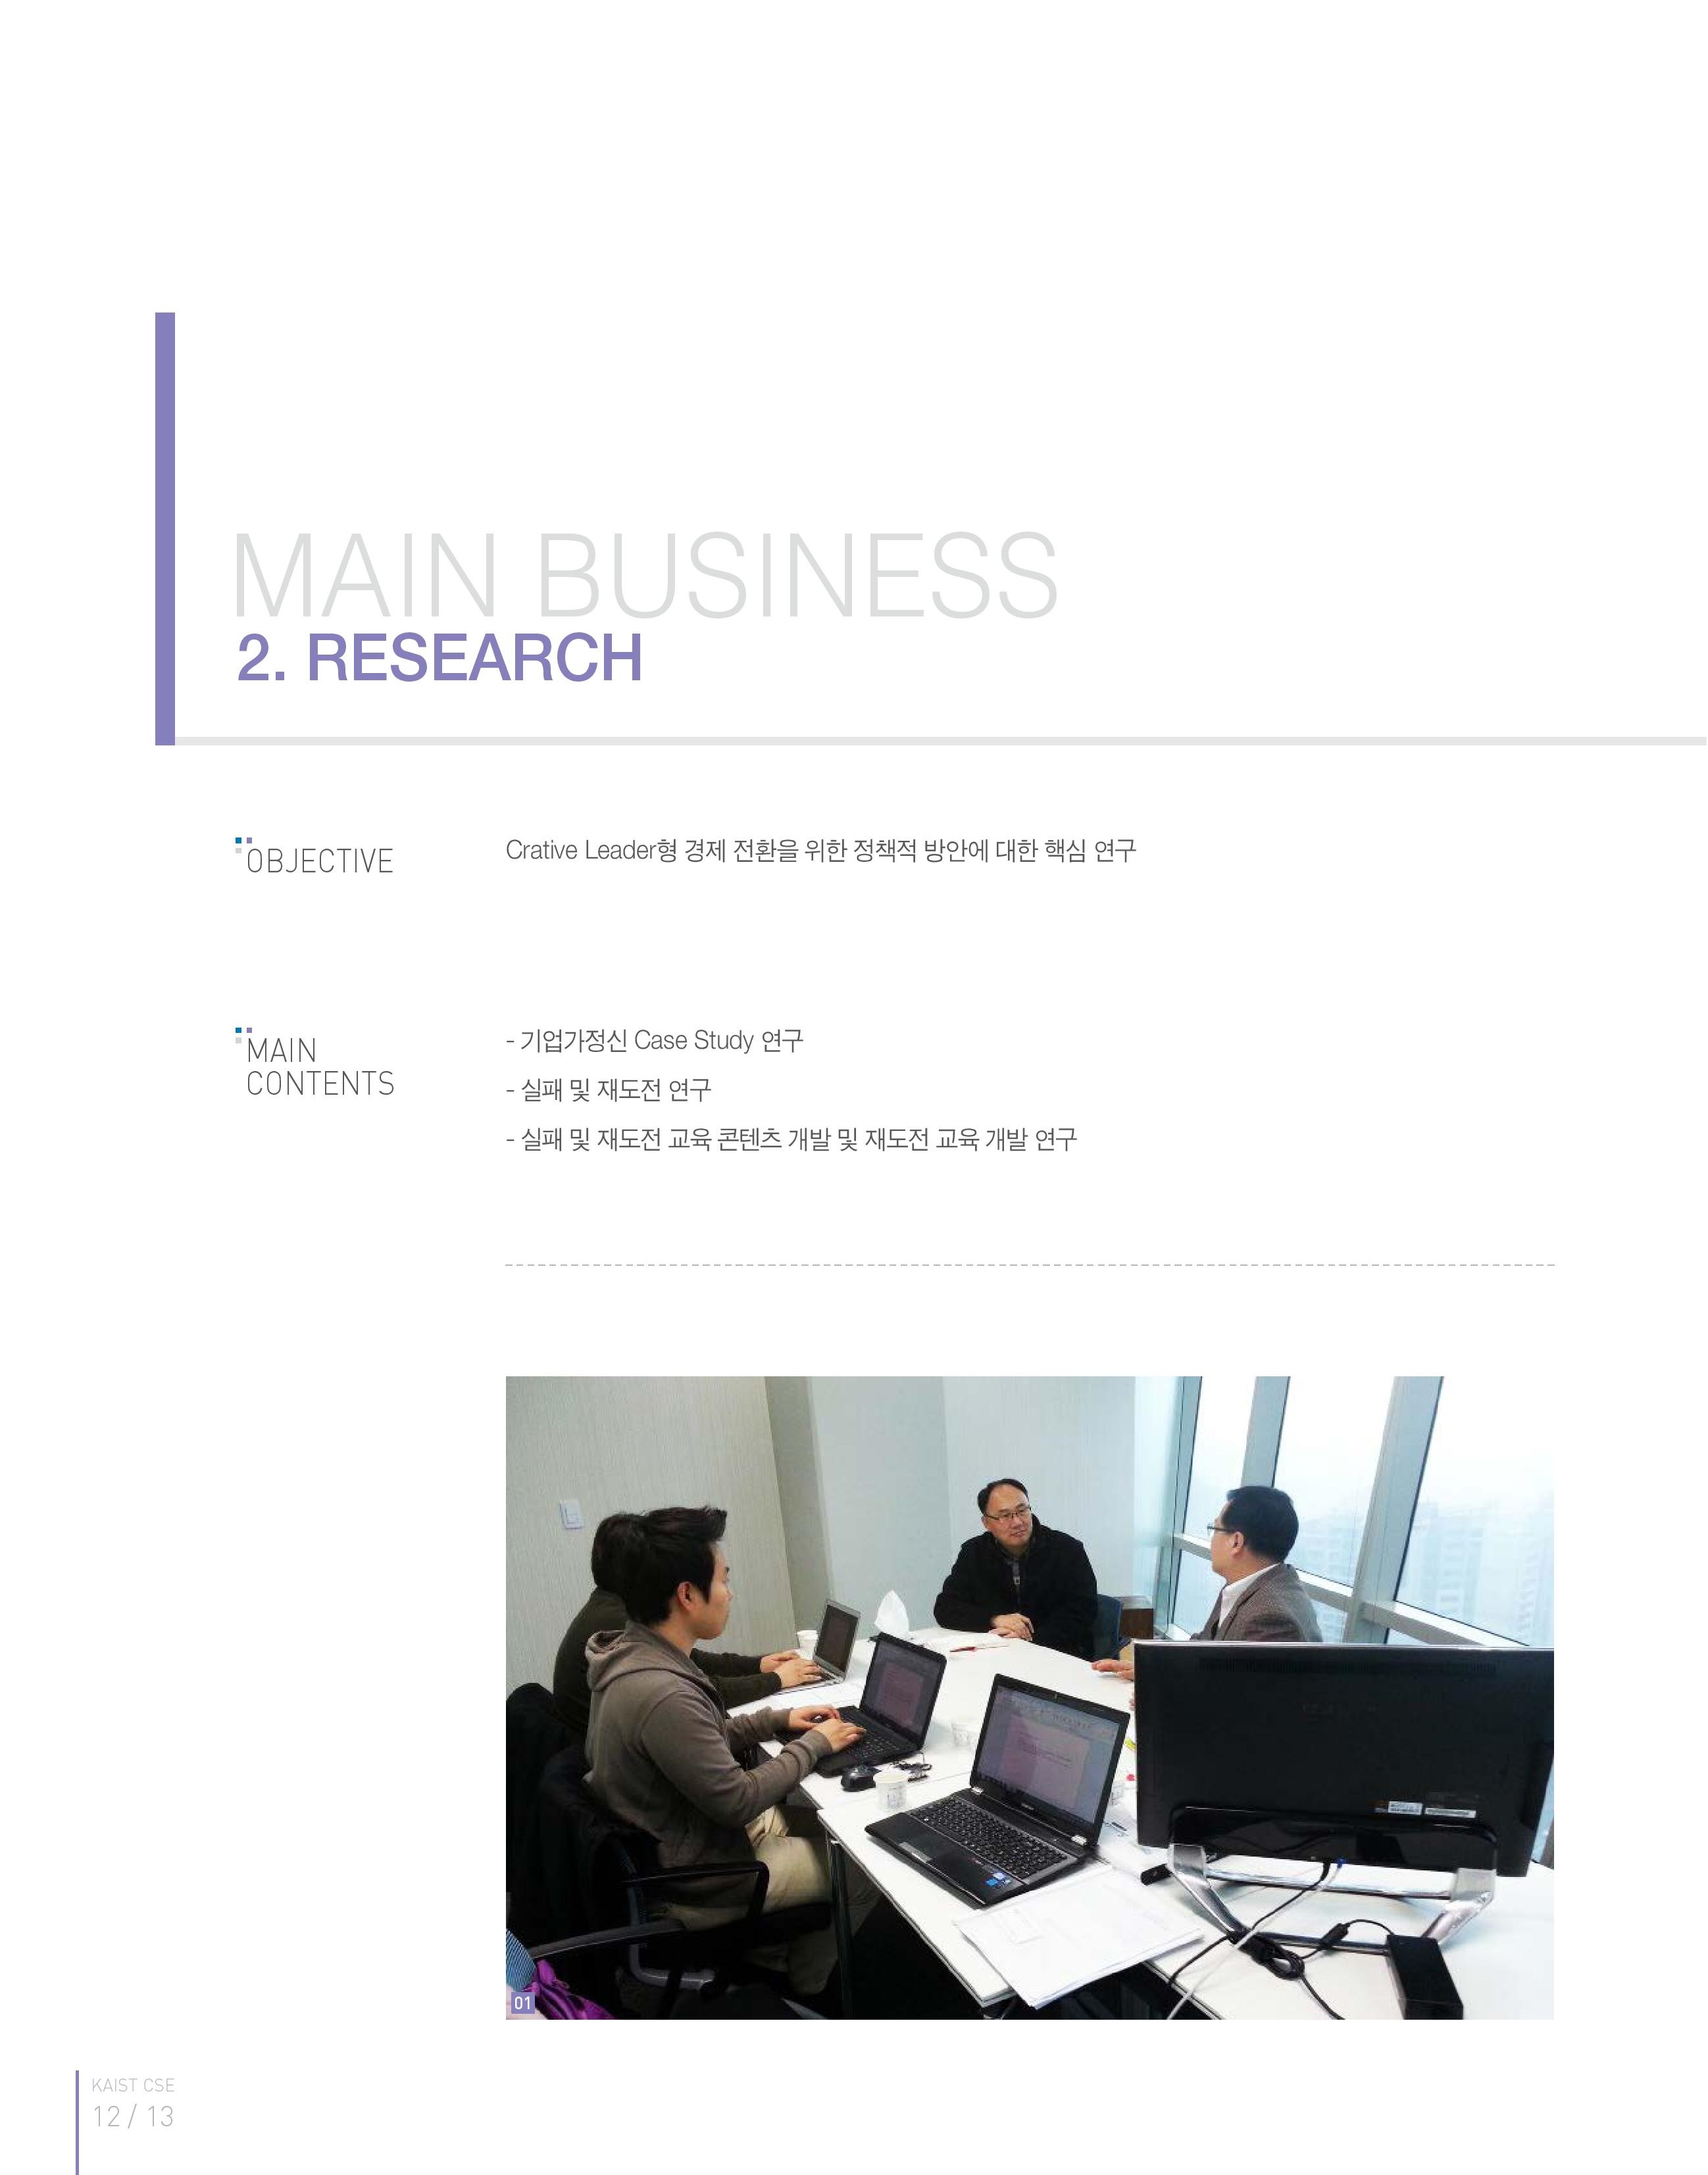 MAIN BUSINESS
2. RESEARCH
OBJECTIVE
Crative Leader형 경제 전환을 위한 정책적 방안에 대한 핵심 연구
MAIN
CONTENTS
- 기업가정신 Case Study 연구
- 실패 및 재도전 연구
- 실패 및 재도전 교육 콘텐츠 개발 및 재도전 교육 개발 연구
01
KAIST CSE
12 / 13